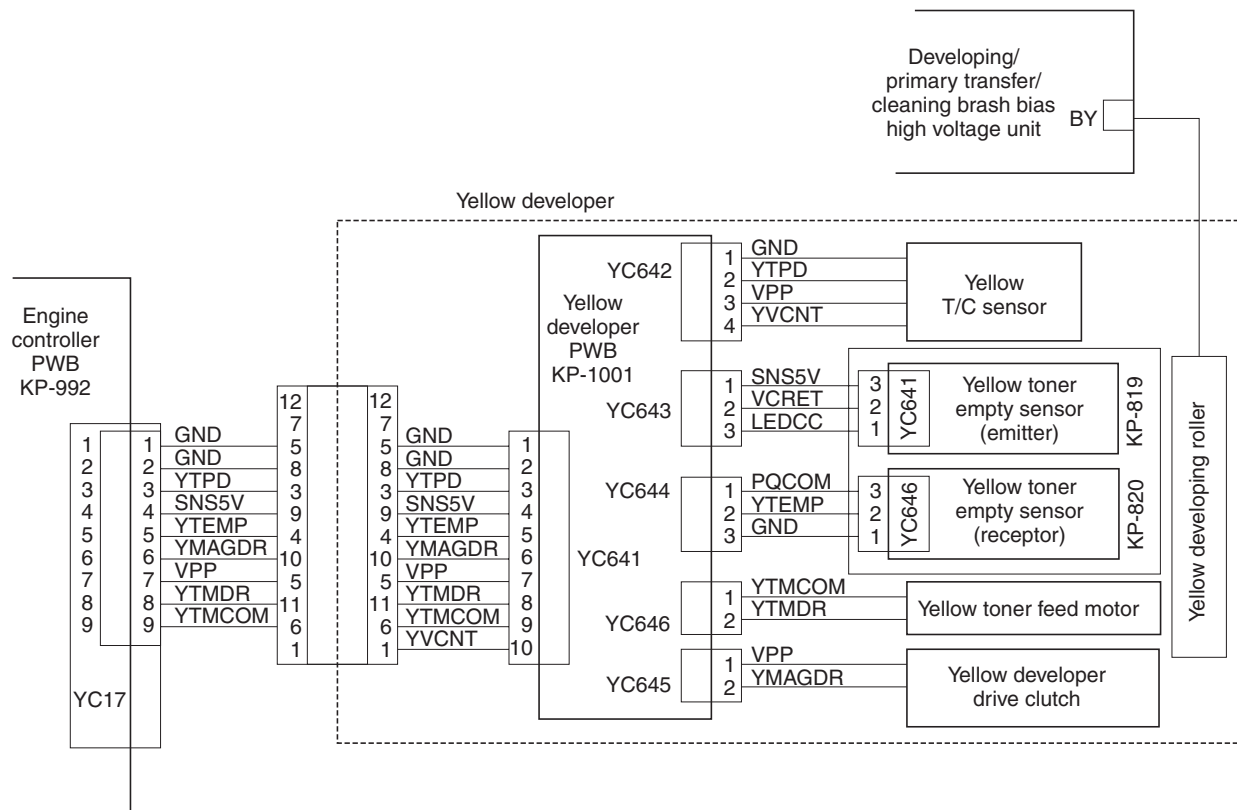 Developing/
primary transfer/
cleaning brash bias
high voltage unit
BY
Yellow developer
Engine
controller
PWB
KP-992
YC17
1 1 GND
2 2 GND
3 3 YTPD
4 4 SNS5V
5 5 YTEMP
6 6 YMAGDR
7 7 VPP
8 8 YTMDR
9 9 YTMCOM
12 12
7 7
5 5 GND 1
8 8 GND 2
3 3 YTPD 3
9 9 SNS5V 4
4 4 YTEMP 5
10 10 YMAGDR 6
5 5 VPP 7
11 11 YTMDR 8
6 6 YTMCOM 9
1 1 YVCNT 10
YC641
Yellow
developer
PWB
KP-1001
YC642
1 GND
2 YTPD
3 VPP
4 YVCNT
Yellow
T/C sensor
YC643
1 SNS5V 3
2 VCRET 2
3 LEDCC 1
YC641
Yellow toner
empty sensor
(emitter)
KP-819
YC644
1 PQCOM 3
2 YTEMP 2
3 GND 1
YC646
Yellow toner
empty sensor
(receptor)
KP-820
YC646
1 YTMCOM
2 YTMDR
Yellow toner feed motor
YC645
1 VPP
2 YMAGDR
Yellow developer
drive clutch
Yellow developing roller